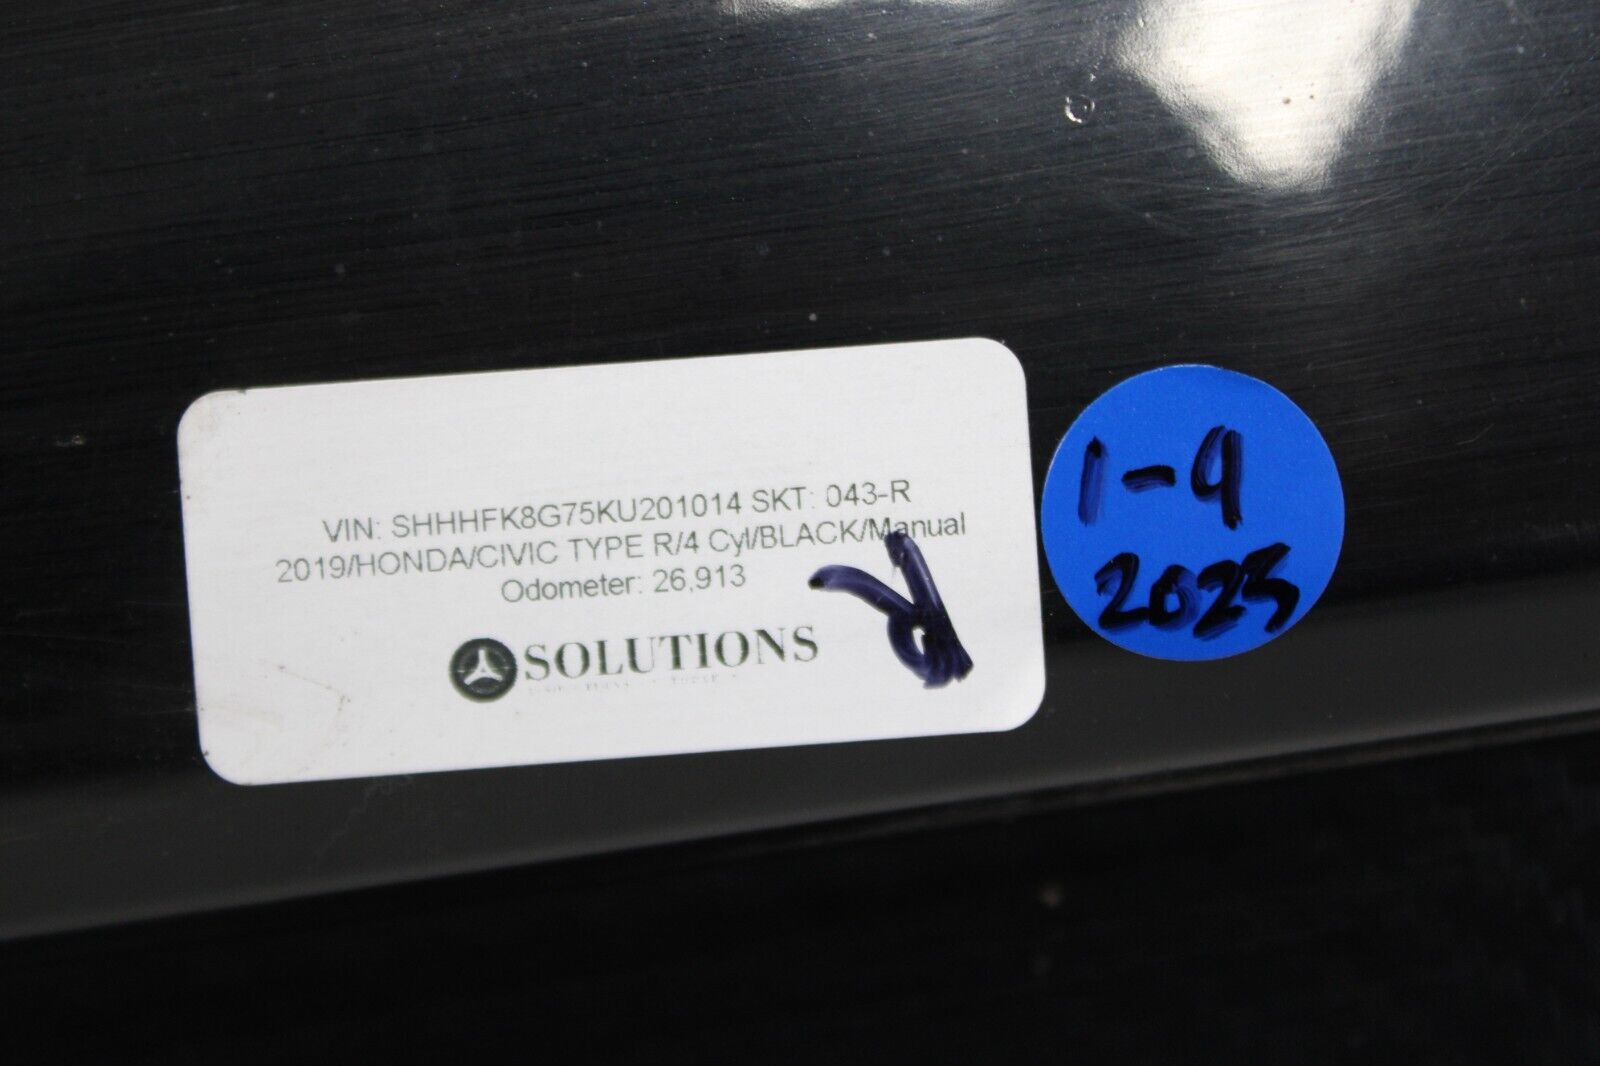 VIN: SHHHFK8G75KU201014 SKT: 043-R
2019/HONDA/CIVIC TYPE R/4 Cyl/BLACK/Manual
Odometer: 26,913
SOLUTIONS
R
1-9
2023